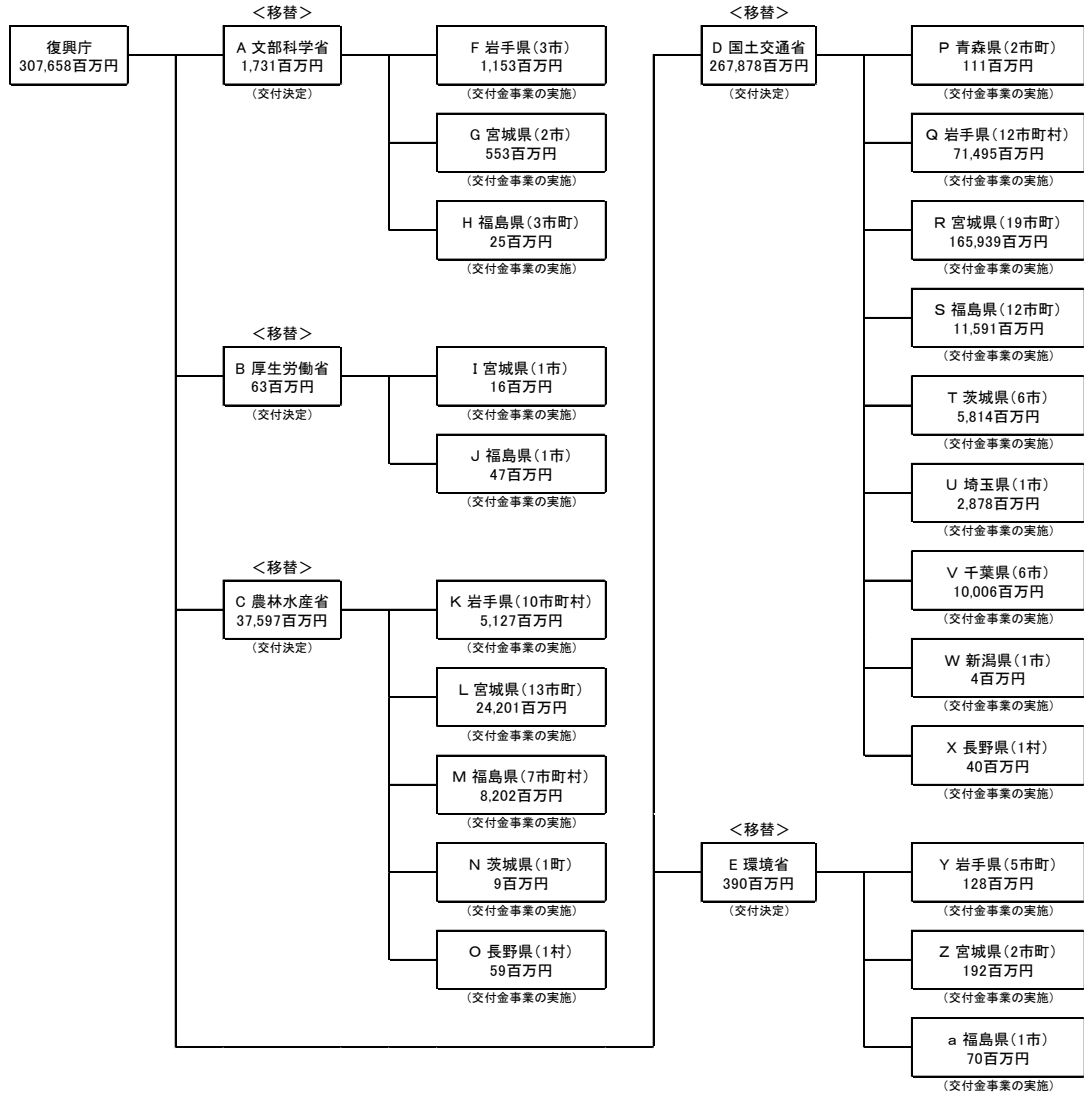 復興庁
307,658百万円
＜移替＞
A 文部科学省
1,731百万円
(交付決定)
F 岩手県(3市)
1,153百万円
(交付金事業の実施)
G 宮城県(2市)
553百万円
(交付金事業の実施)
H 福島県(3市町)
25百万円
(交付金事業の実施)
＜移替＞
B 厚生労働省
63百万円
(交付決定)
I 宮城県(1市)
16百万円
(交付金事業の実施)
J 福島県(1市)
47百万円
(交付金事業の実施)
＜移替＞
C 農林水産省
37,597百万円
(交付決定)
K 岩手県(10市町村)
5,127百万円
(交付金事業の実施)
L 宮城県(13市町)
24,201百万円
(交付金事業の実施)
M 福島県(7市町村)
8,202百万円
(交付金事業の実施)
N 茨城県(1町)
9百万円
(交付金事業の実施)
O 長野県(1村)
59百万円
(交付金事業の実施)
＜移替＞
D 国土交通省
267,878百万円
(交付決定)
P 青森県(2市町)
111百万円
(交付金事業の実施)
Q 岩手県(12市町村)
71,495百万円
(交付金事業の実施)
R 宮城県(19市町)
165,939百万円
(交付金事業の実施)
S 福島県(12市町)
11,591百万円
(交付金事業の実施)
T 茨城県(6市)
5,814百万円
(交付金事業の実施)
U 埼玉県(1市)
2,878百万円
(交付金事業の実施)
V 千葉県(6市)
10,006百万円
(交付金事業の実施)
W 新潟県(1市)
4百万円
(交付金事業の実施)
X 長野県(1村)
40百万円
(交付金事業の実施)
＜移替＞
E 環境省
390百万円
(交付決定)
Y 岩手県(5市町)
128百万円
(交付金事業の実施)
Z 宮城県(2市町)
192百万円
(交付金事業の実施)
a 福島県(1市)
70百万円
(交付金事業の実施)